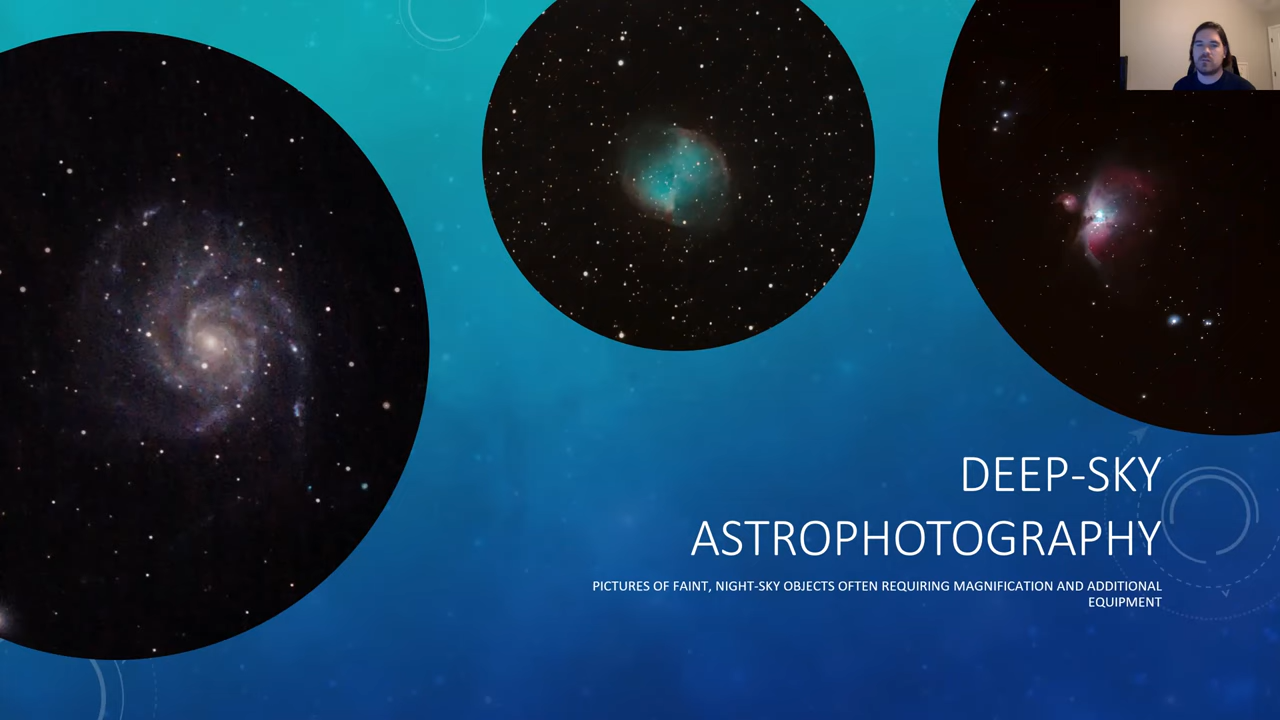 DEEP-SKY
ASTROPHOTOGRAPHY
PICTURES OF FAINT, NIGHT-SKY OBJECTS OFTEN REQUIRING MAGNIFICATION AND ADDITIONAL
EQUIPMENT